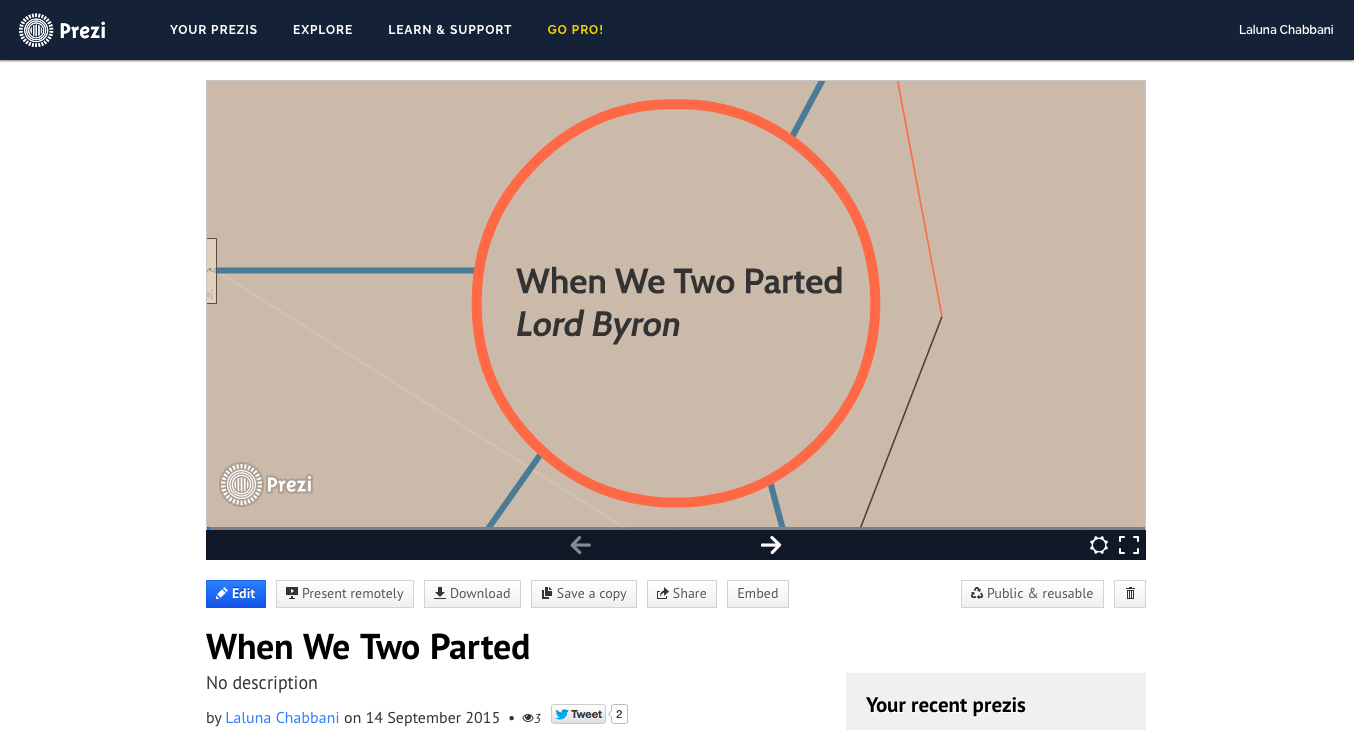 Prezi YOUR PREZIS EXPLORE LEARN & SUPPORT GO PRO! Laluna Chabbani
When We Two Parted
Lord Byron
Prezi
Edit Present remotely Download Save a copy Share Embed Public & reusable
When We Two Parted
No description
Your recent prezis
by Laluna Chabbani on 14 September 2015 • 3 Tweet 2